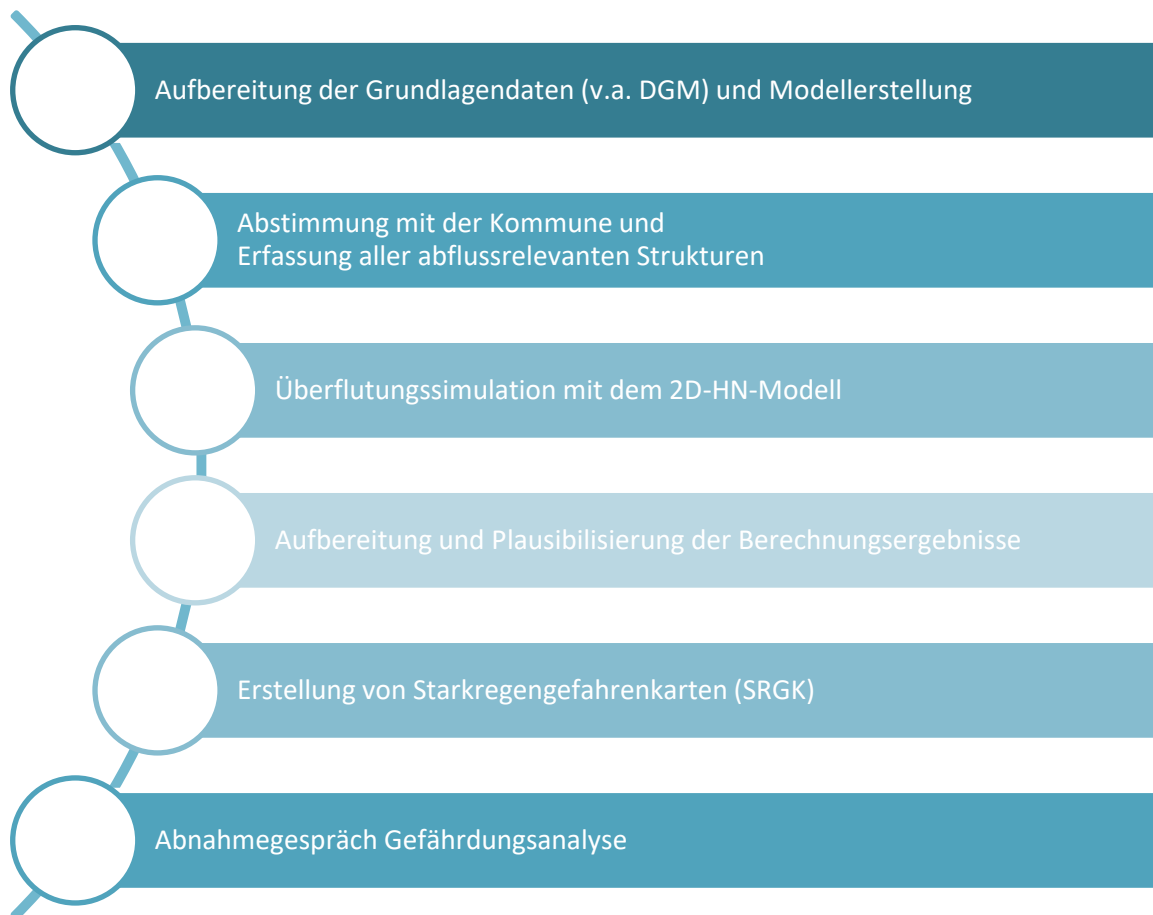 Aufbereitung der Grundlagendaten (v.a. DGM) und Modellerstellung
Abstimmung mit der Kommune und
Erfassung aller abflussrelevanten Strukturen
Überflutungssimulation mit dem 2D-HN-Modell
Aufbereitung und Plausibilisierung der Berechnungsergebnisse
Erstellung von Starkregengefahrenkarten (SRGK)
Abnahmegespräch Gefährdungsanalyse